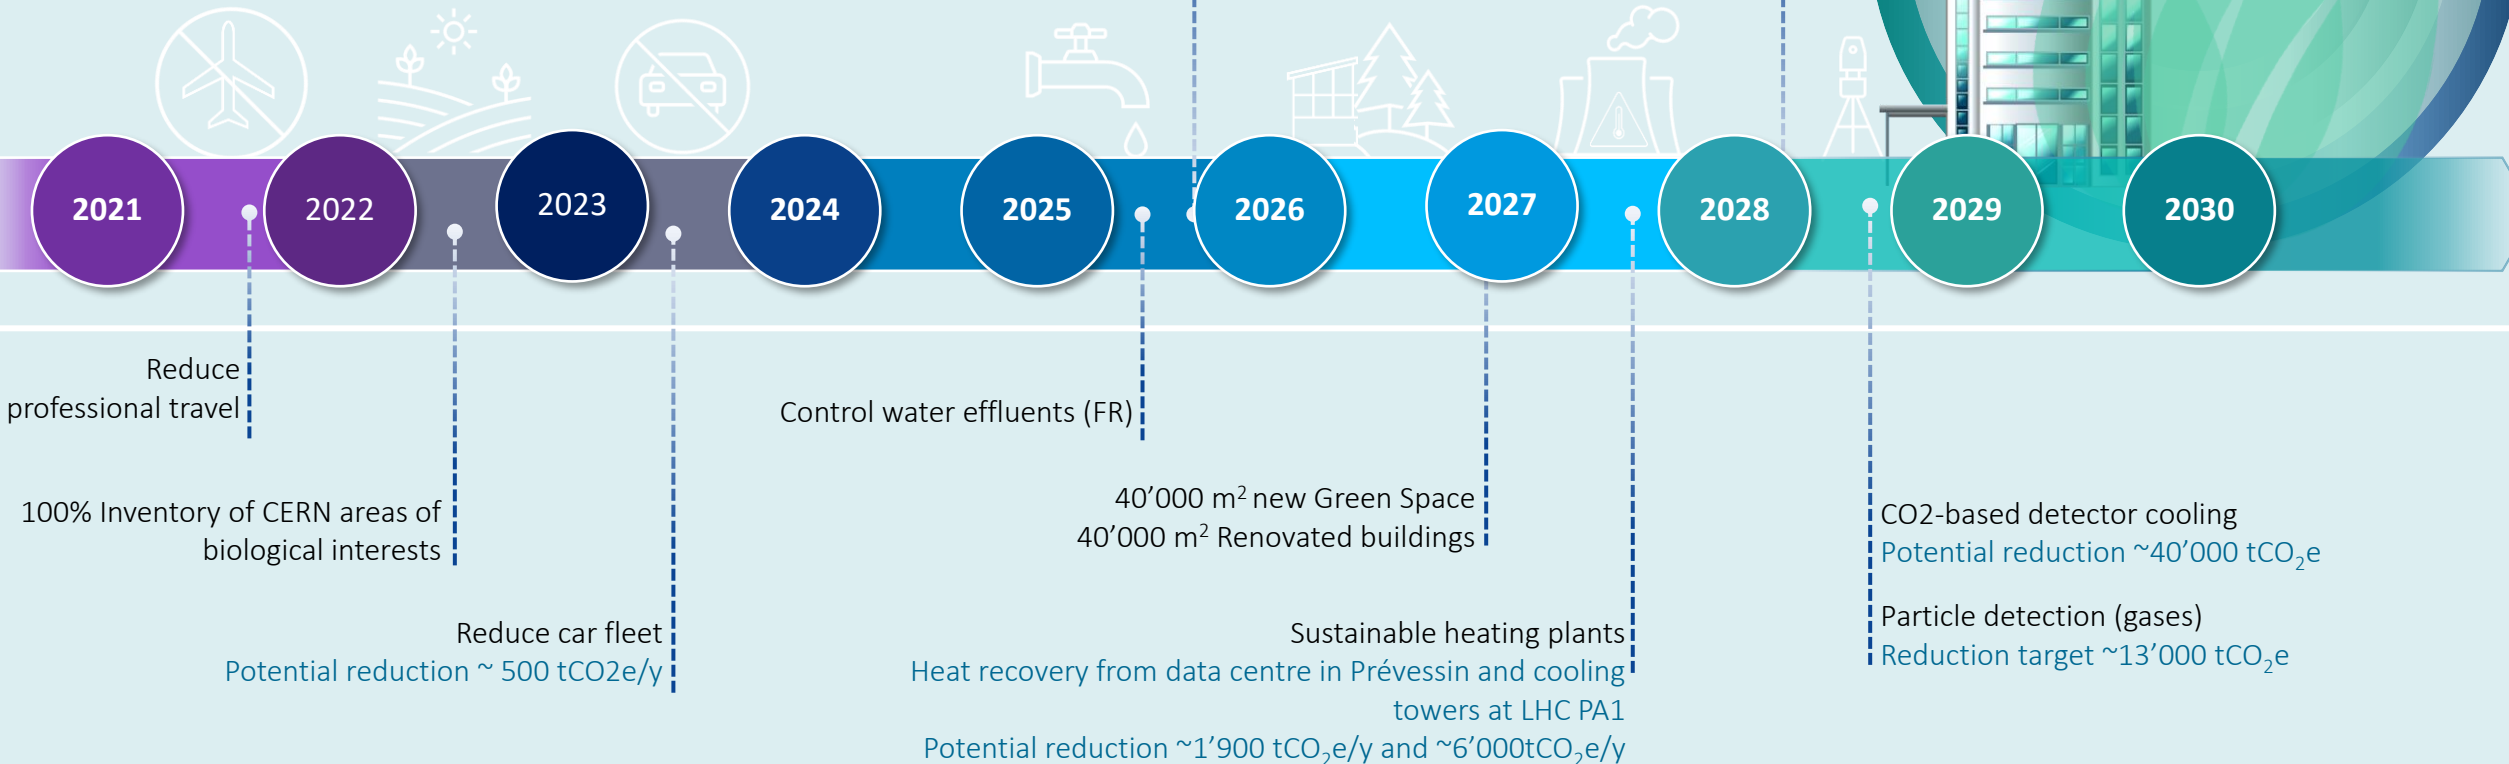 2021
2022
2023
2024
2025
2026
2027
2028
2029
2030
Reduce
professional travel
100% Inventory of CERN areas of
biological interests
Reduce car fleet
Potential reduction ~ 500 tCO2e/y
Control water effluents (FR)
40’000 m² new Green Space
40’000 m² Renovated buildings
Sustainable heating plants
Heat recovery from data centre in Prévessin and cooling
towers at LHC PA1
Potential reduction ~1’900 tCO₂e/y and ~6’000tCO₂e/y
CO2-based detector cooling
Potential reduction ~40’000 tCO₂e
Particle detection (gases)
Reduction target ~13’000 tCO₂e